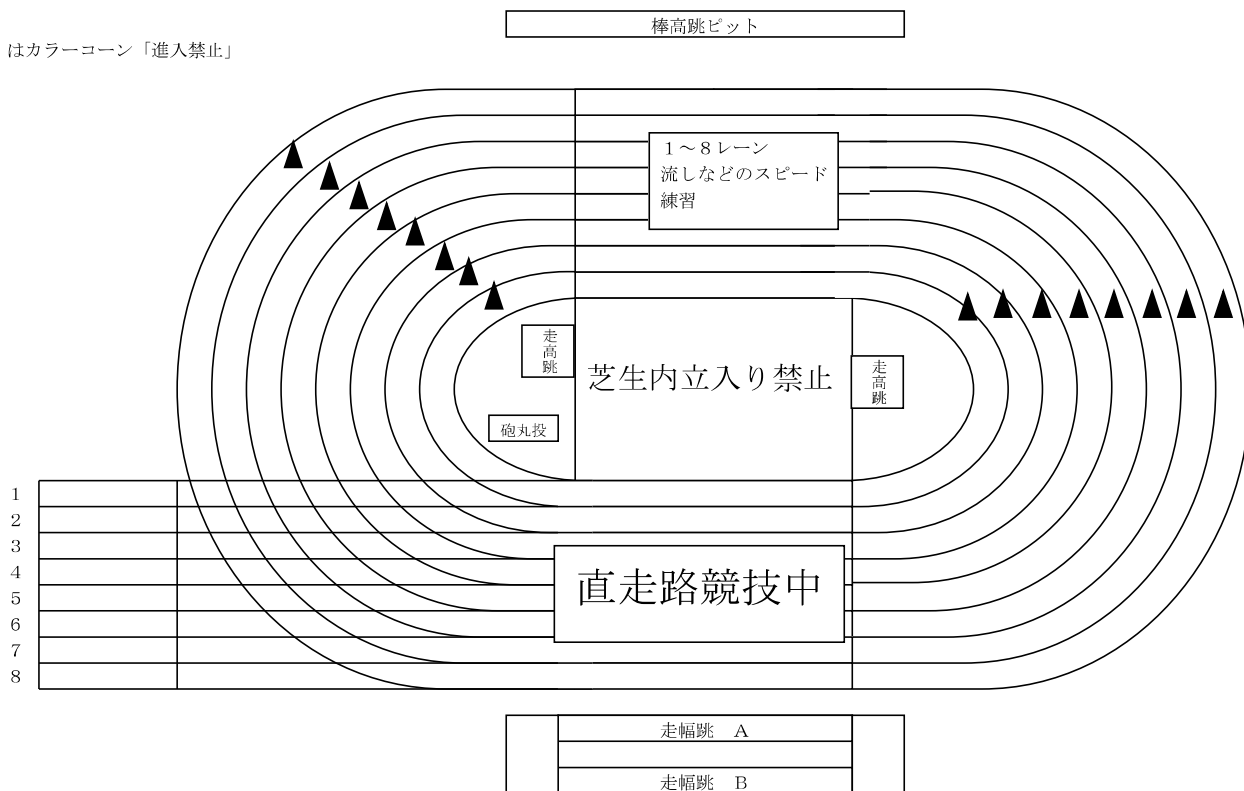 棒高跳ピット
はカラーコーン「進入禁止」
１～８レーン
流しなどのスピード
練習
走高跳
芝生内立入り禁止
走高跳
砲丸投
1
2
3
4
5
6
7
8
直走路競技中
走幅跳　A
走幅跳　B